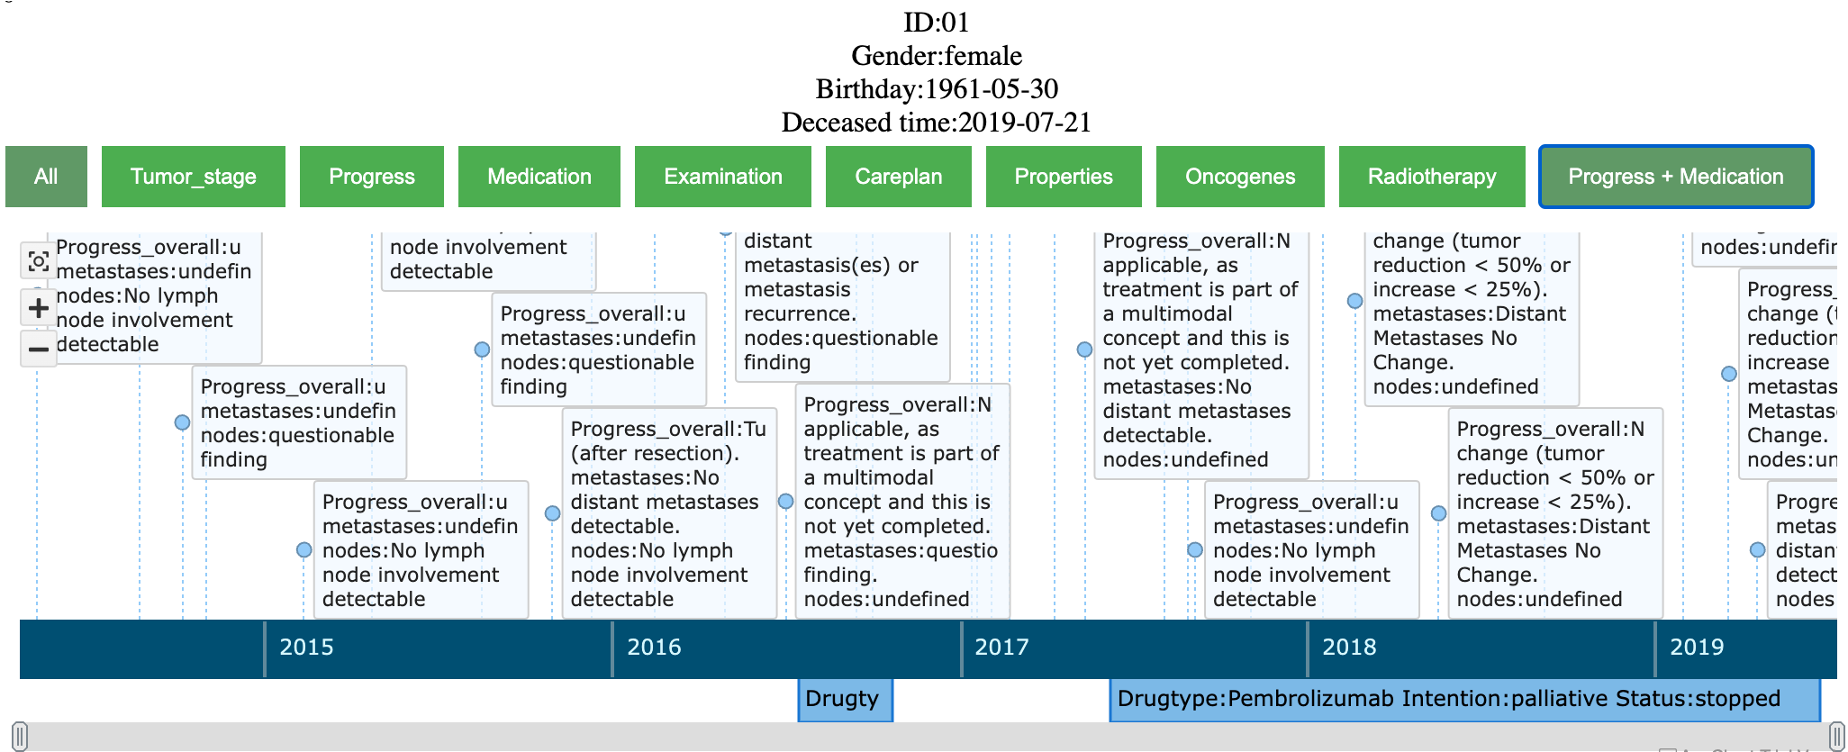 ID:01
Gender:female
Birthday:1961-05-30
Deceased time:2019-07-21
All
Tumor_stage
Progress
Medication
Examination
Careplan
Properties
Oncogenes
Radiotherapy
Progress + Medication
Progress_overall:u
metastases:undefin
nodes:No lymph
node involvement
detectable
Progress_overall:u
metastases:undefin
nodes:questionable
finding
Progress_overall:u
metastases:undefin
nodes:No lymph
node involvement
detectable
node involvement
detectable
Progress_overall:u
metastases:undefin
nodes:questionable
finding
Progress_overall:Tu
(after resection).
metastases:No
distant metastases
detectable.
nodes:No lymph
node involvement
detectable
distant
metastasis(es) or
metastasis
recurrence.
nodes:questionable
finding
Progress_overall:N
applicable, as
treatment is part of
a multimodal
concept and this is
not yet completed.
metastases:questio
finding.
nodes:undefined
Progress_overall:N
applicable, as
treatment is part of
a multimodal
concept and this is
not yet completed.
metastases:No
distant metastases
detectable.
nodes:undefined
Progress_overall:u
metastases:undefin
nodes:No lymph
node involvement
detectable
change (tumor
reduction < 50% or
increase < 25%).
metastases:Distant
Metastases No
Change.
nodes:undefined
Progress_overall:N
change (tumor
reduction < 50% or
increase < 25%).
metastases:Distant
Metastases No
Change.
nodes:undefined
nodes:undefin
Progress_
change (t
reduction
increase
metastas
Metastas
Change.
nodes:un
Progre
metas
distan
detect
nodes
2015
2016
2017
2018
2019
Drugty
Drugtype:Pembrolizumab Intention:palliative Status:stopped